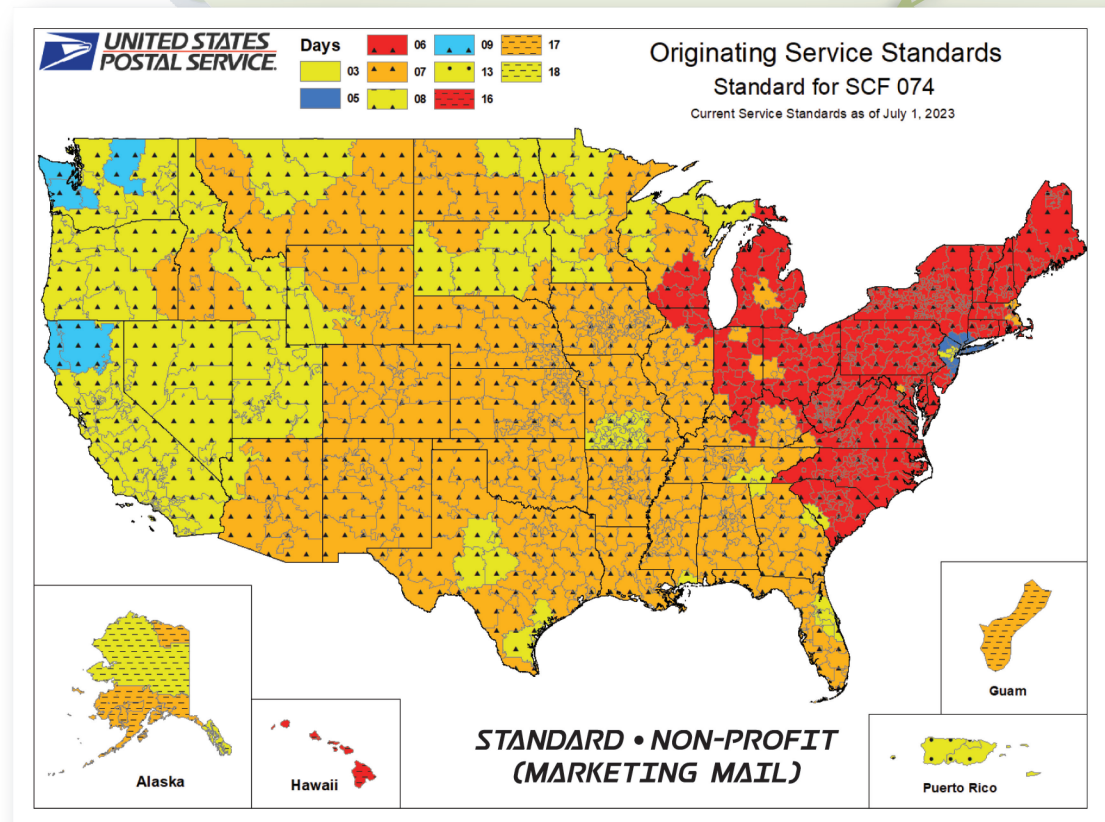 UNITED STATES
POSTAL SERVICE.
Days
03
05
06
07
08
09
13
16
17
18
Originating Service Standards
Standard for SCF 074
Current Service Standards as of July 1, 2023
Alaska
Hawaii
STANDARD • NON-PROFIT
(MARKETING MAIL)
Guam
Puerto Rico